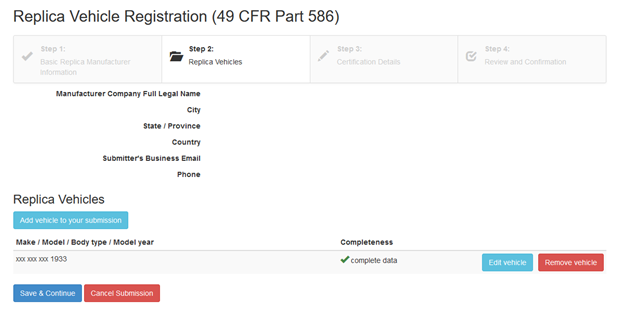 Replica Vehicle Registration (49 CFR Part 586)
Step 1:
Basic Replica Manufacturer
Information
Step 2:
Replica Vehicles
Step 3:
Certification Details
Step 4:
Review and Confirmation
Manufacturer Company Full Legal Name
City
State / Province
Country
Submitter's Business Email
Phone
Replica Vehicles
Add vehicle to your submission
Make / Model / Body type / Model year Completeness
xxx xxx xxx 1933 complete data Edit vehicle Remove vehicle
Save & Continue Cancel Submission